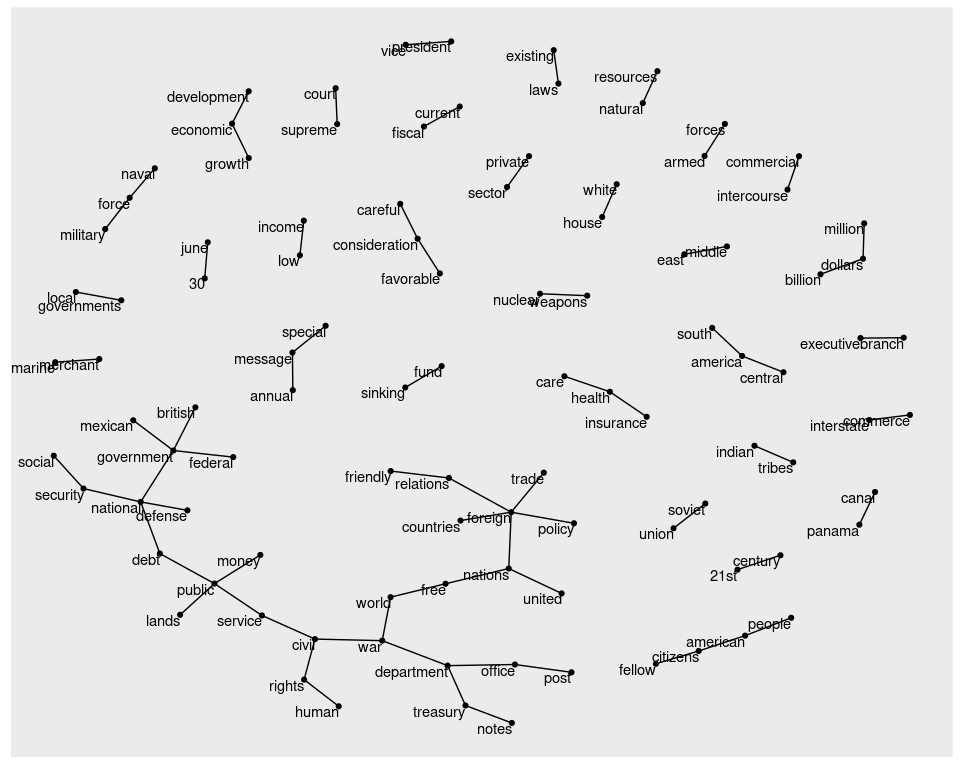 vice
president
existing
laws
resources
natural
development
economic
growth
court
supreme
current
fiscal
forces
armed
private
sector
commercial
intercourse
naval
force
military
white
house
careful
consideration
favorable
income
low
june
30
million
dollars
billion
middle
east
local
governments
nuclear
weapons
special
message
annual
south
america
central
executive
branch
marine
merchant
fund
sinking
care
health
insurance
commerce
interstate
british
mexican
government
federal
social
security
national
defense
indian
tribes
friendly
relations
trade
foreign
countries
policy
canal
panama
soviet
union
debt
money
public
lands
service
nations
free
world
united
century
21st
civil
war
rights
human
department
office
post
treasury
notes
people
american
citizens
fellow